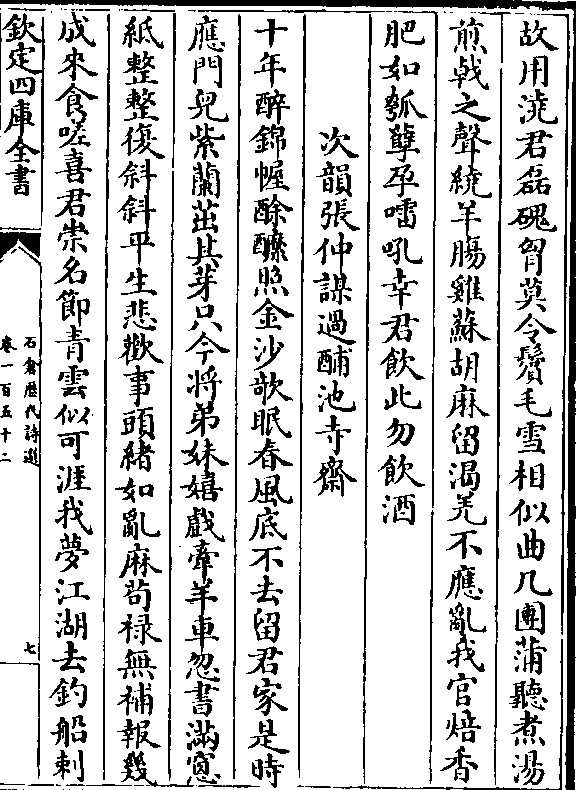 故用澆君磊磈胷莫令鬢毛雪相似曲几團蒲聽煮湯
煎㦸之聲繞羊腸雞蘇胡麻留渴羌不應亂我官焙香
肥如瓠壺孕㗊吼幸君飲此勿飲酒
次韻張仲謀過酺池寺齋
十年醉錦幄酴醾照金沙欹眠春風底不去留君家是時
應門兒紫蘭茁其芽只今將弟妹嬉戲牽羊車忽書滿窓
紙整整復斜斜平生悲歡事頭緒如亂麻苟禄無補報幾
成來食嗟喜君崇名節青雲似可涯我夢江湖去釣船刺
欽定四庫全書
石倉歷代詩選
卷一百五十二
七